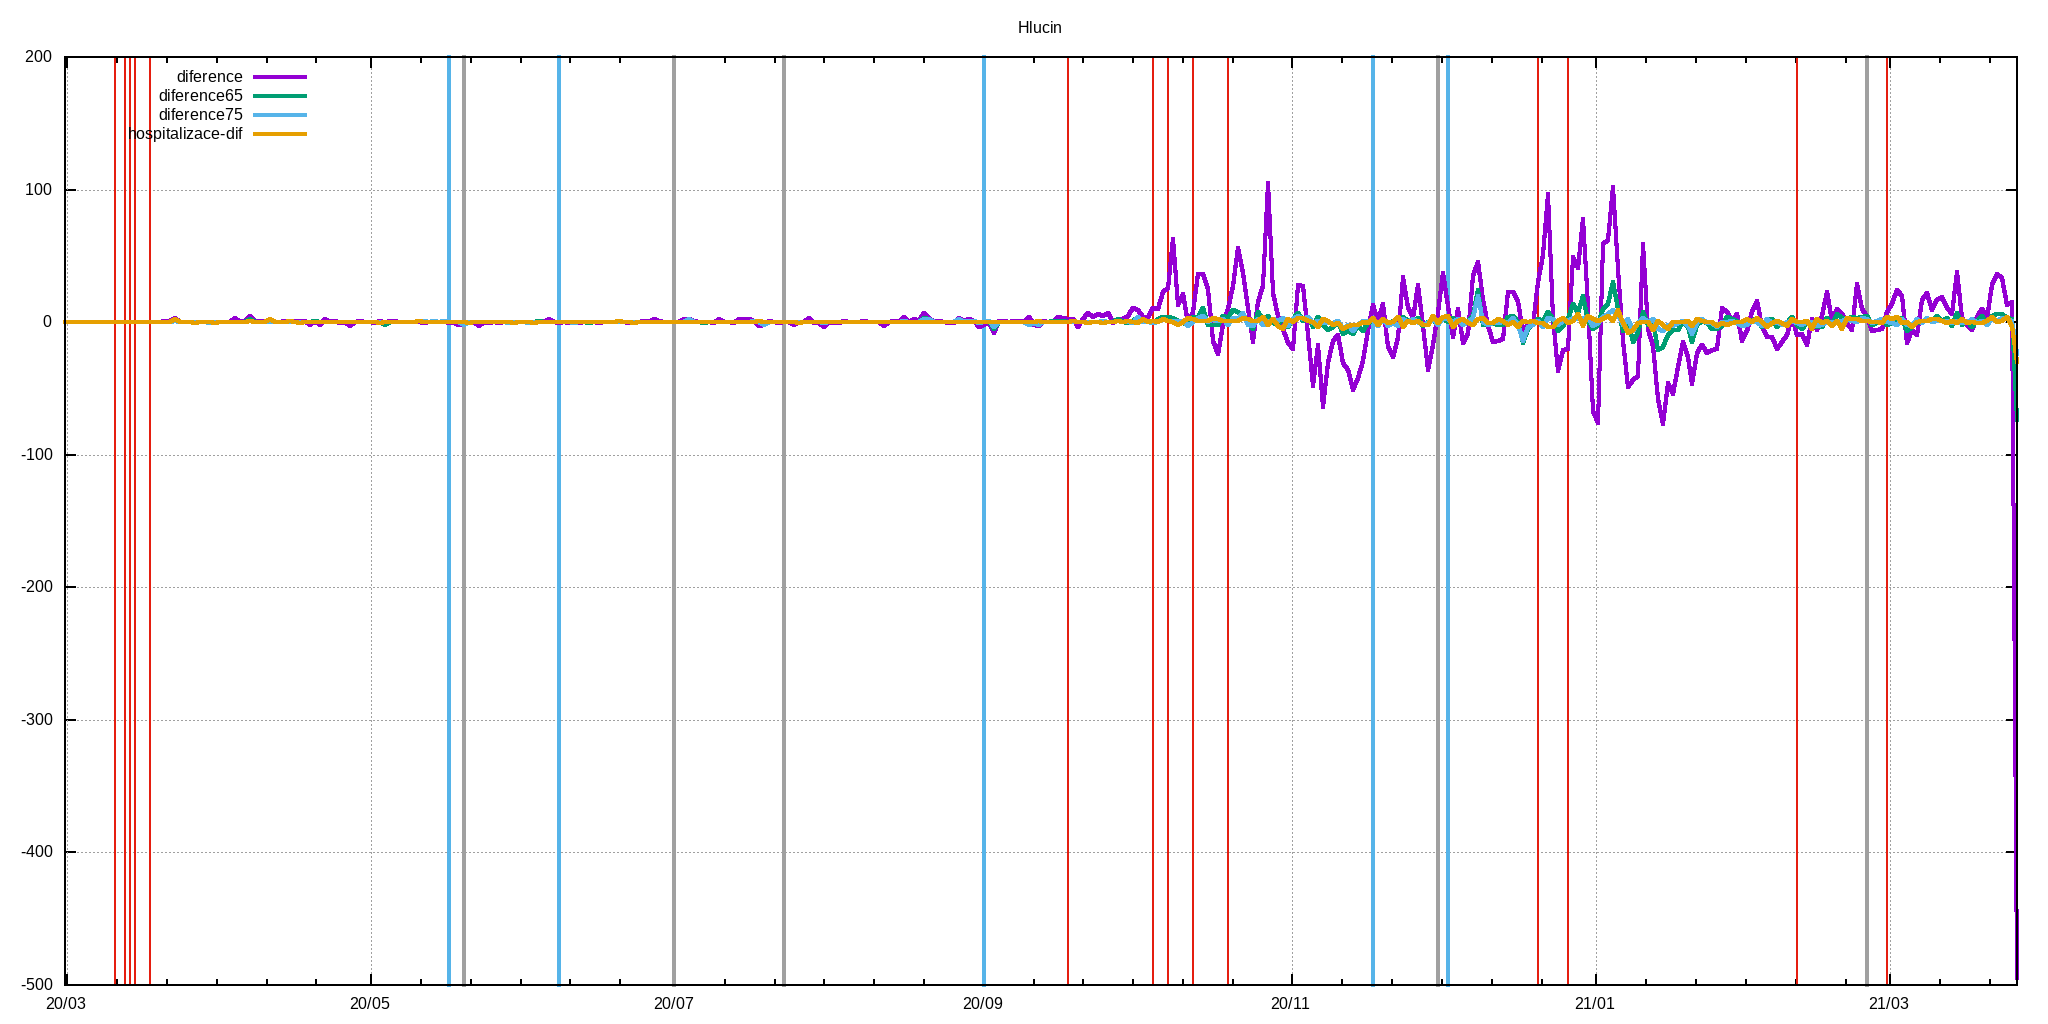 Hlucin
diference
diference65
diference75
hospitalizace-dif
200
100
0
-100
-200
-300
-400
-500
20/03 20/05 20/07 20/09 20/11 21/01 21/03